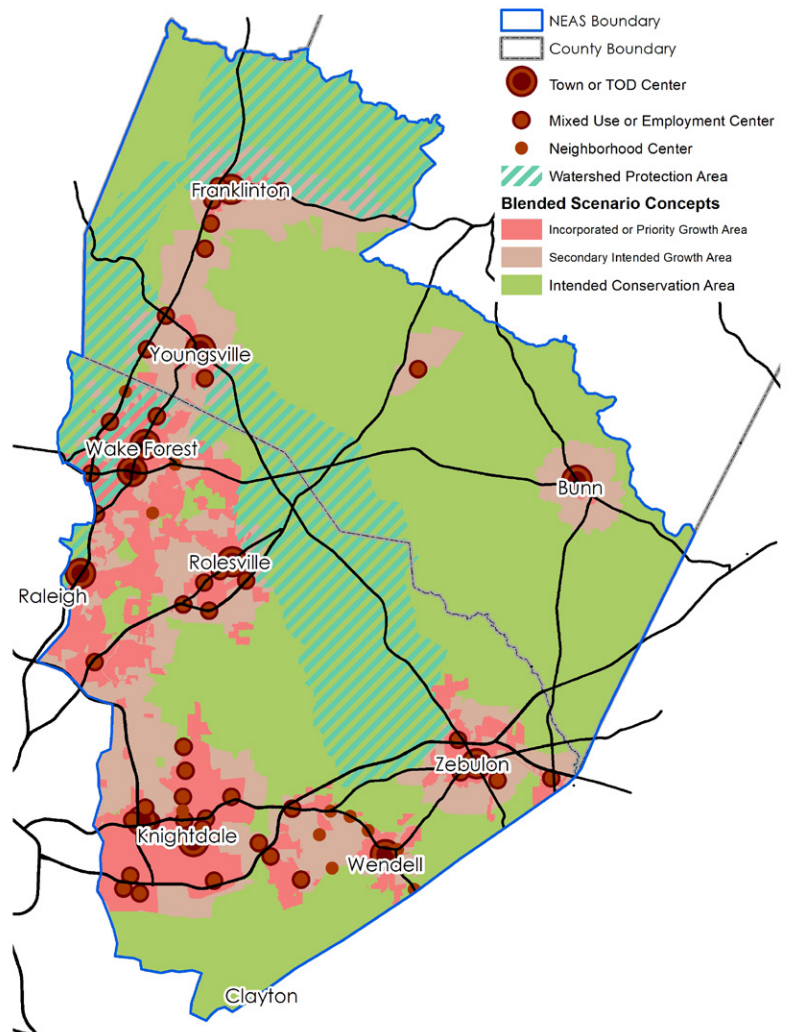 NEAS Boundary
County Boundary
Town or TOD Center
Mixed Use or Employment Center
Neighborhood Center
Watershed Protection Area
Blended Scenario Concepts
Incorporated or Priority Growth Area
Secondary Intended Growth Area
Intended Conservation Area
Franklinton
Youngsville
Wake Forest
Bunn
Rolesville
Raleigh
Zebulon
Knightdale
Wendell
Clayton